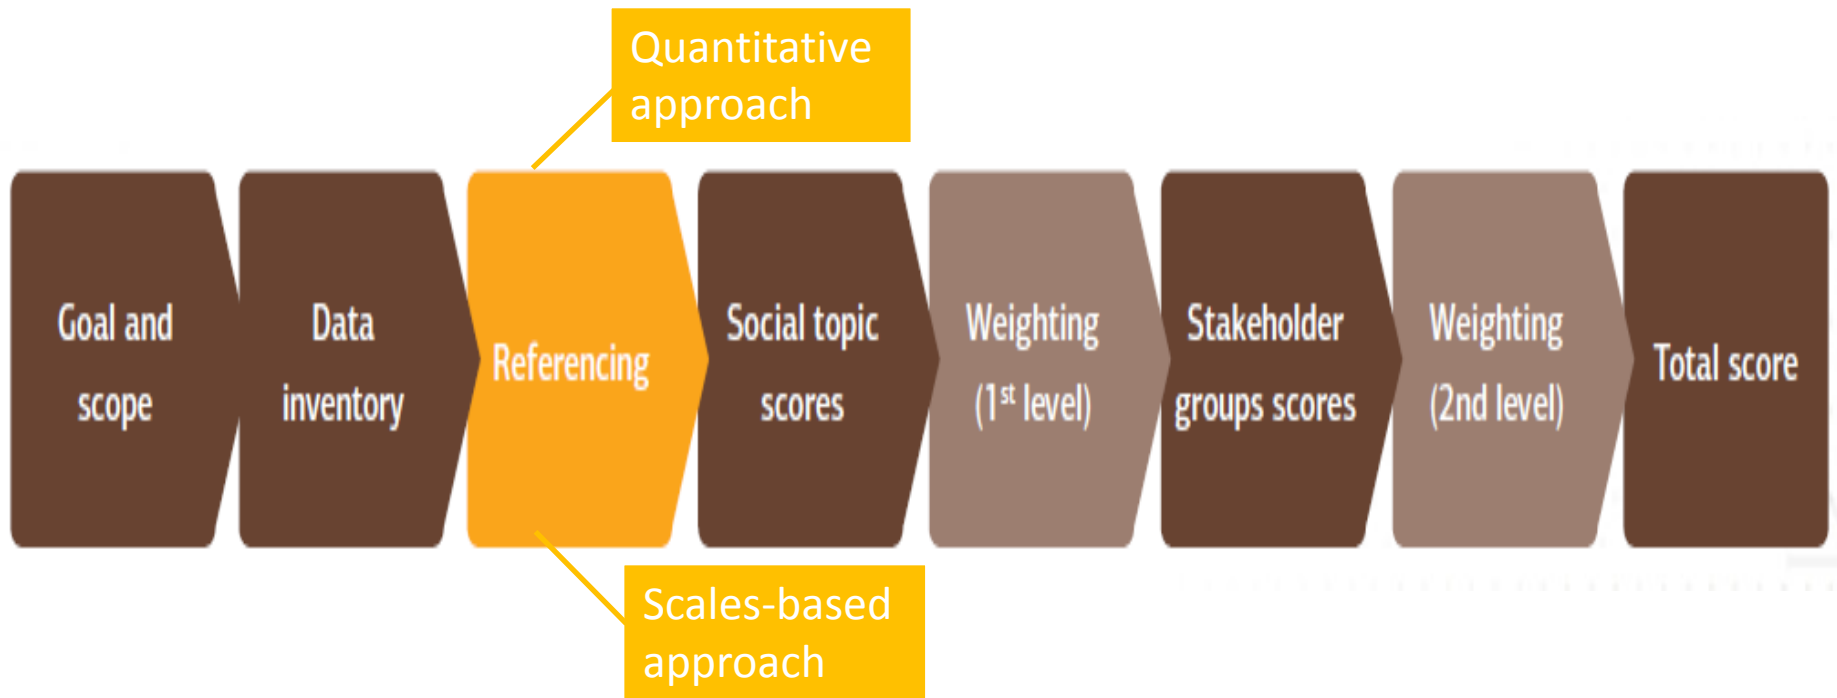 Quantitative
approach
Goal and
scope
Data
inventory
Referencing
Social topic
scores
Weighting
(1st level)
Stakeholder
groups scores
Weighting
(2nd level)
Total score
Scales-based
approach